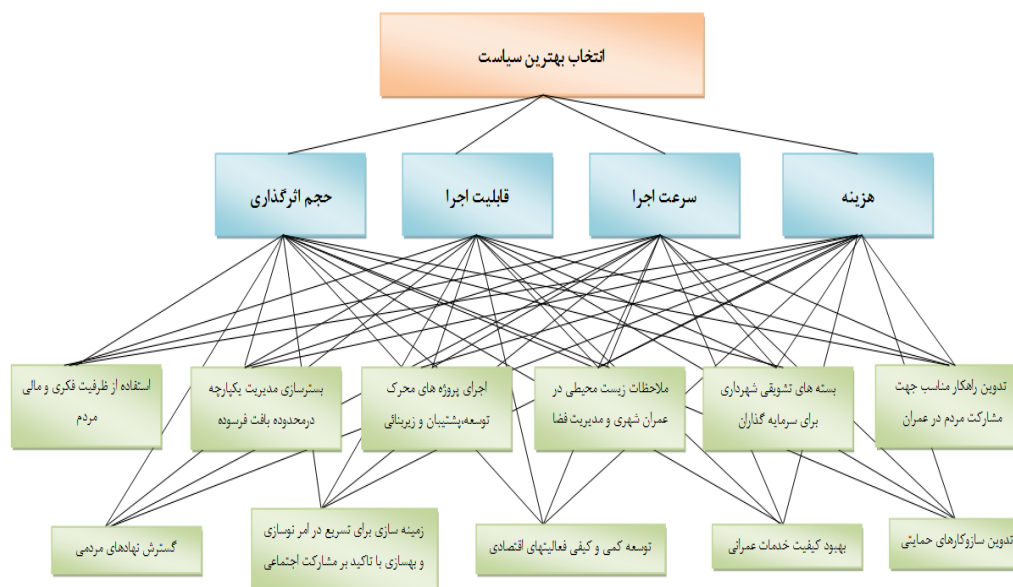 انتخاب بهترین سیاست
هزینه
سرعت اجرا
قابلیت اجرا
حجم اثرگذاری
تدوین راهکار مناسب جهت
مشارکت مردم در عمران
بسته های تشویقی شهرداری
برای سرمایه گذاران
ملاحظات زیست محیطی در
عمران شهری و مدیریت فضا
اجرای پروژه های محرک
توسعه،پشتیبان و زیربنائی
بسترسازی مدیریت یکپارچه
درمحدوده بافت فرسوده
استفاده از ظرفیت فکری و مالی
مردم
تدوین سازوکارهای حمایتی
بهبود کیفیت خدمات عمرانی
توسعه کمی و کیفی فعالیتهای اقتصادی
زمینه سازی برای تسریع در امر نوسازی
و بهسازی با تاکید بر مشارکت اجتماعی
گسترش نهادهای مردمی